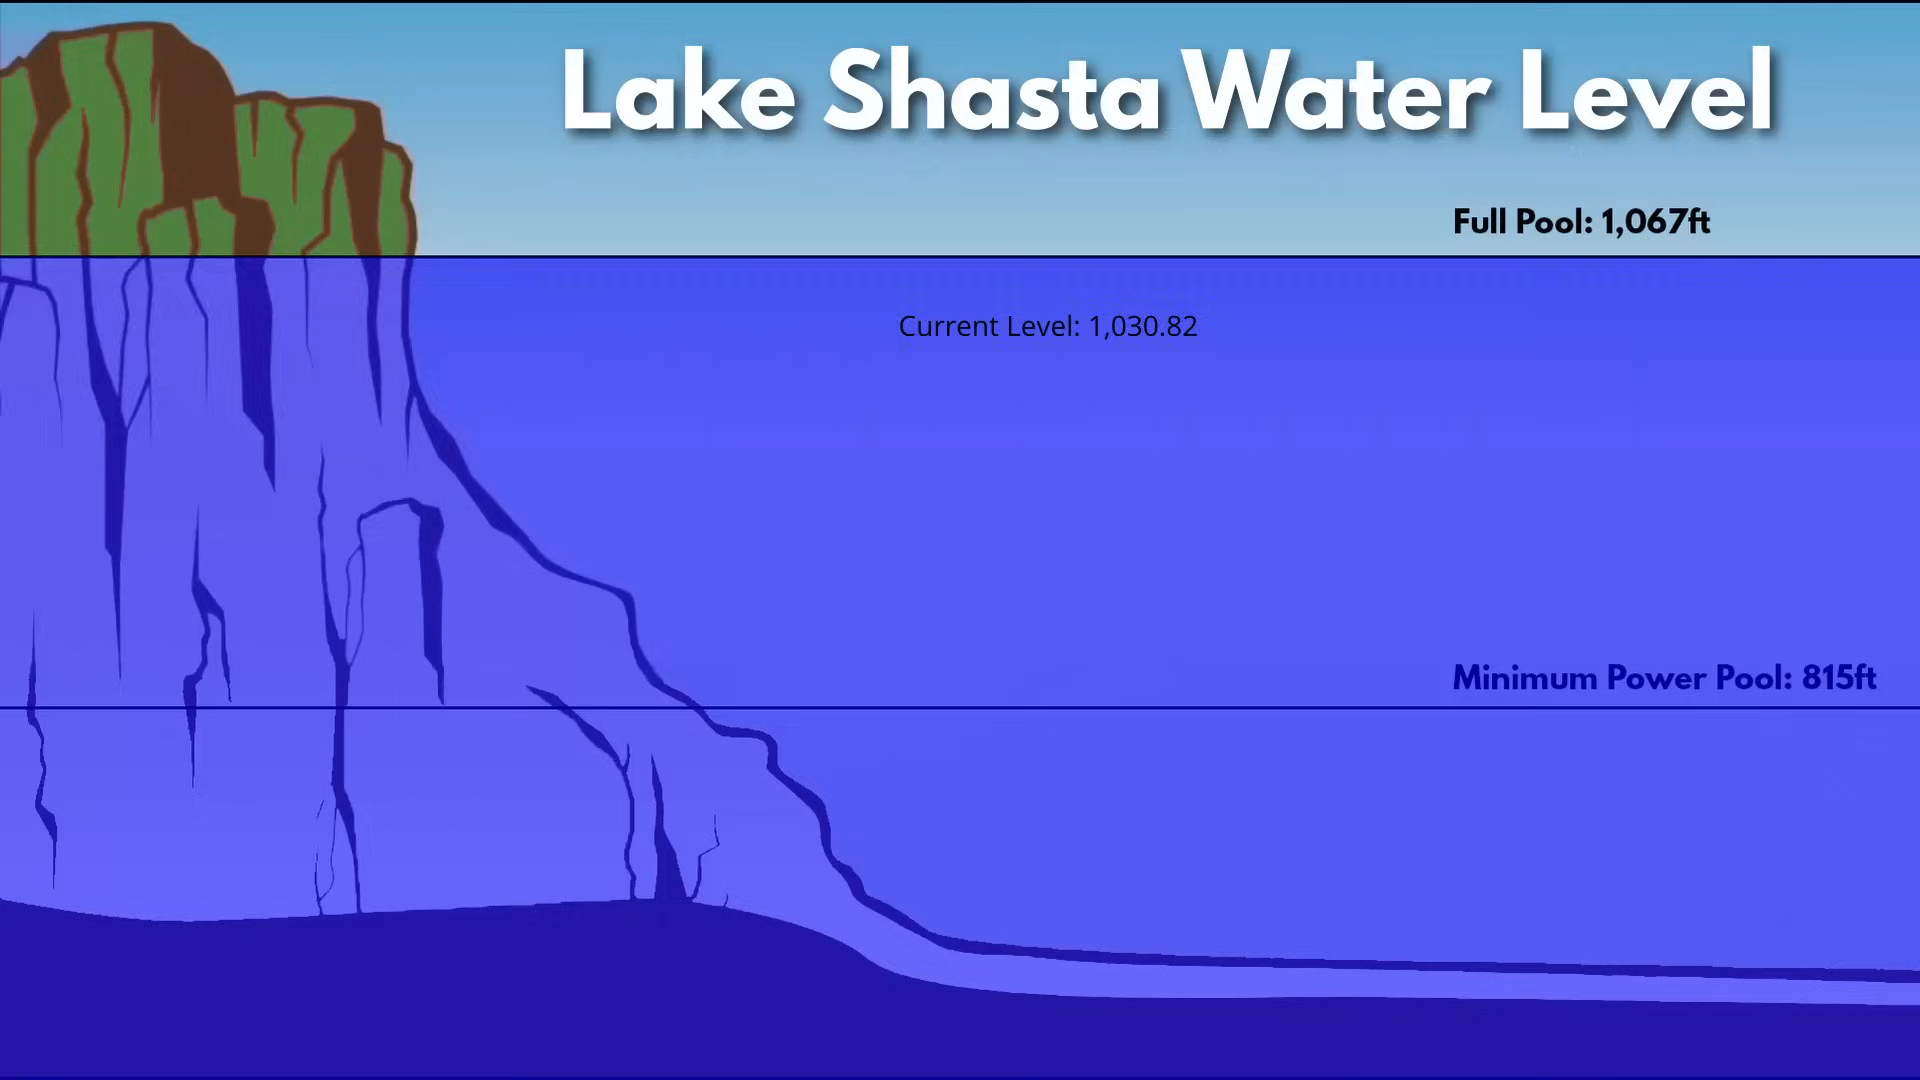 Lake Shasta Water Level
Full Pool: 1,067ft
Current Level: 1,030.82
Minimum Power Pool: 815ft